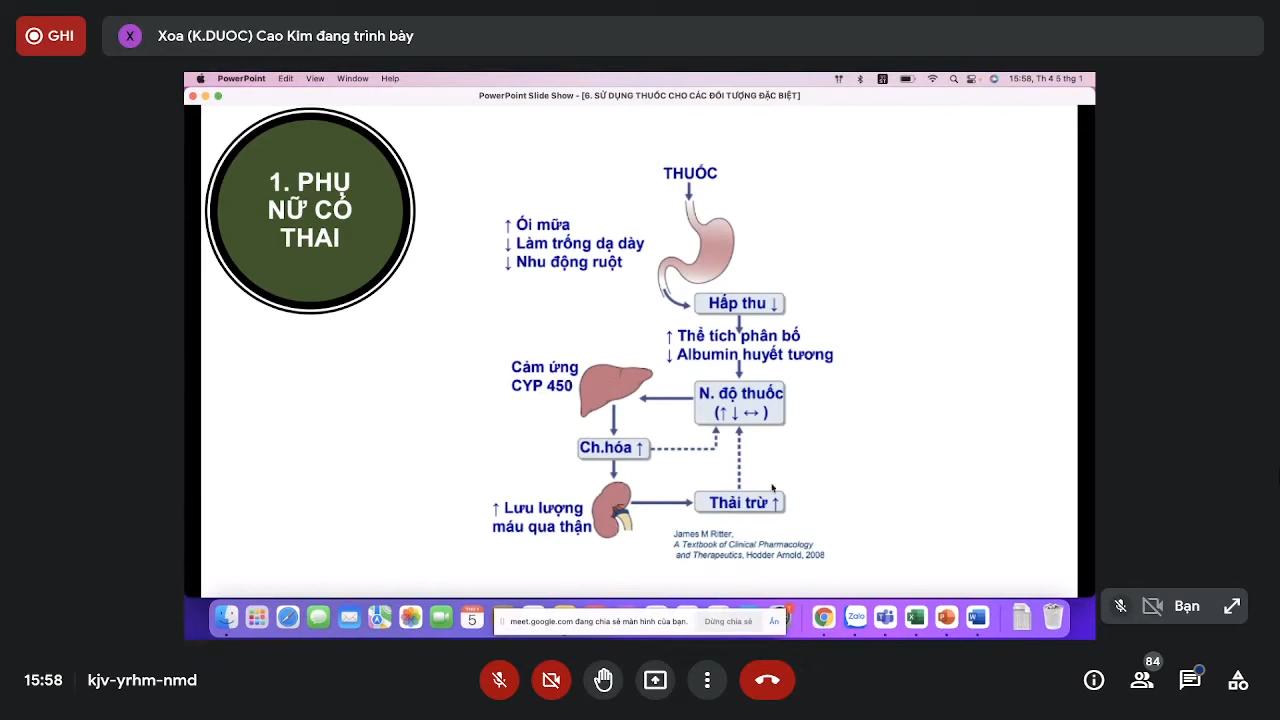 GHI
X
Xoa (K.DUOC) Cao KIm đang trình bày
PowerPoint Edit View Window Help
15:58, Th 4 5 thg 1
PowerPoint Slide Show - [6. SỬ DỤNG THUỐC CHO CÁC ĐỐI TƯỢNG ĐẶC BIỆT]
1. PHỤ
NỮ CÓ
THAI
THUỐC
↑ Ói mữa
↓ Làm trống dạ dày
↓ Nhu động ruột
Hấp thu ↓
↑ Thể tích phân bố
↓ Albumin huyết tương
Cảm ứng
CYP 450
N. độ thuốc
(↑ ↓ ↔ )
Ch.hóa ↑
↑ Lưu lượng
máu qua thận
Thải trừ ↑
James M Ritter,
A Textbook of Clinical Pharmacology
and Therapeutics, Hodder Arnold, 2008
5
meet.google.com đang chia sẻ màn hình của bạn.
Dừng chia sẻ
Ẩn
Zalo
Bạn
15:58
kjv-yrhm-nmd
84